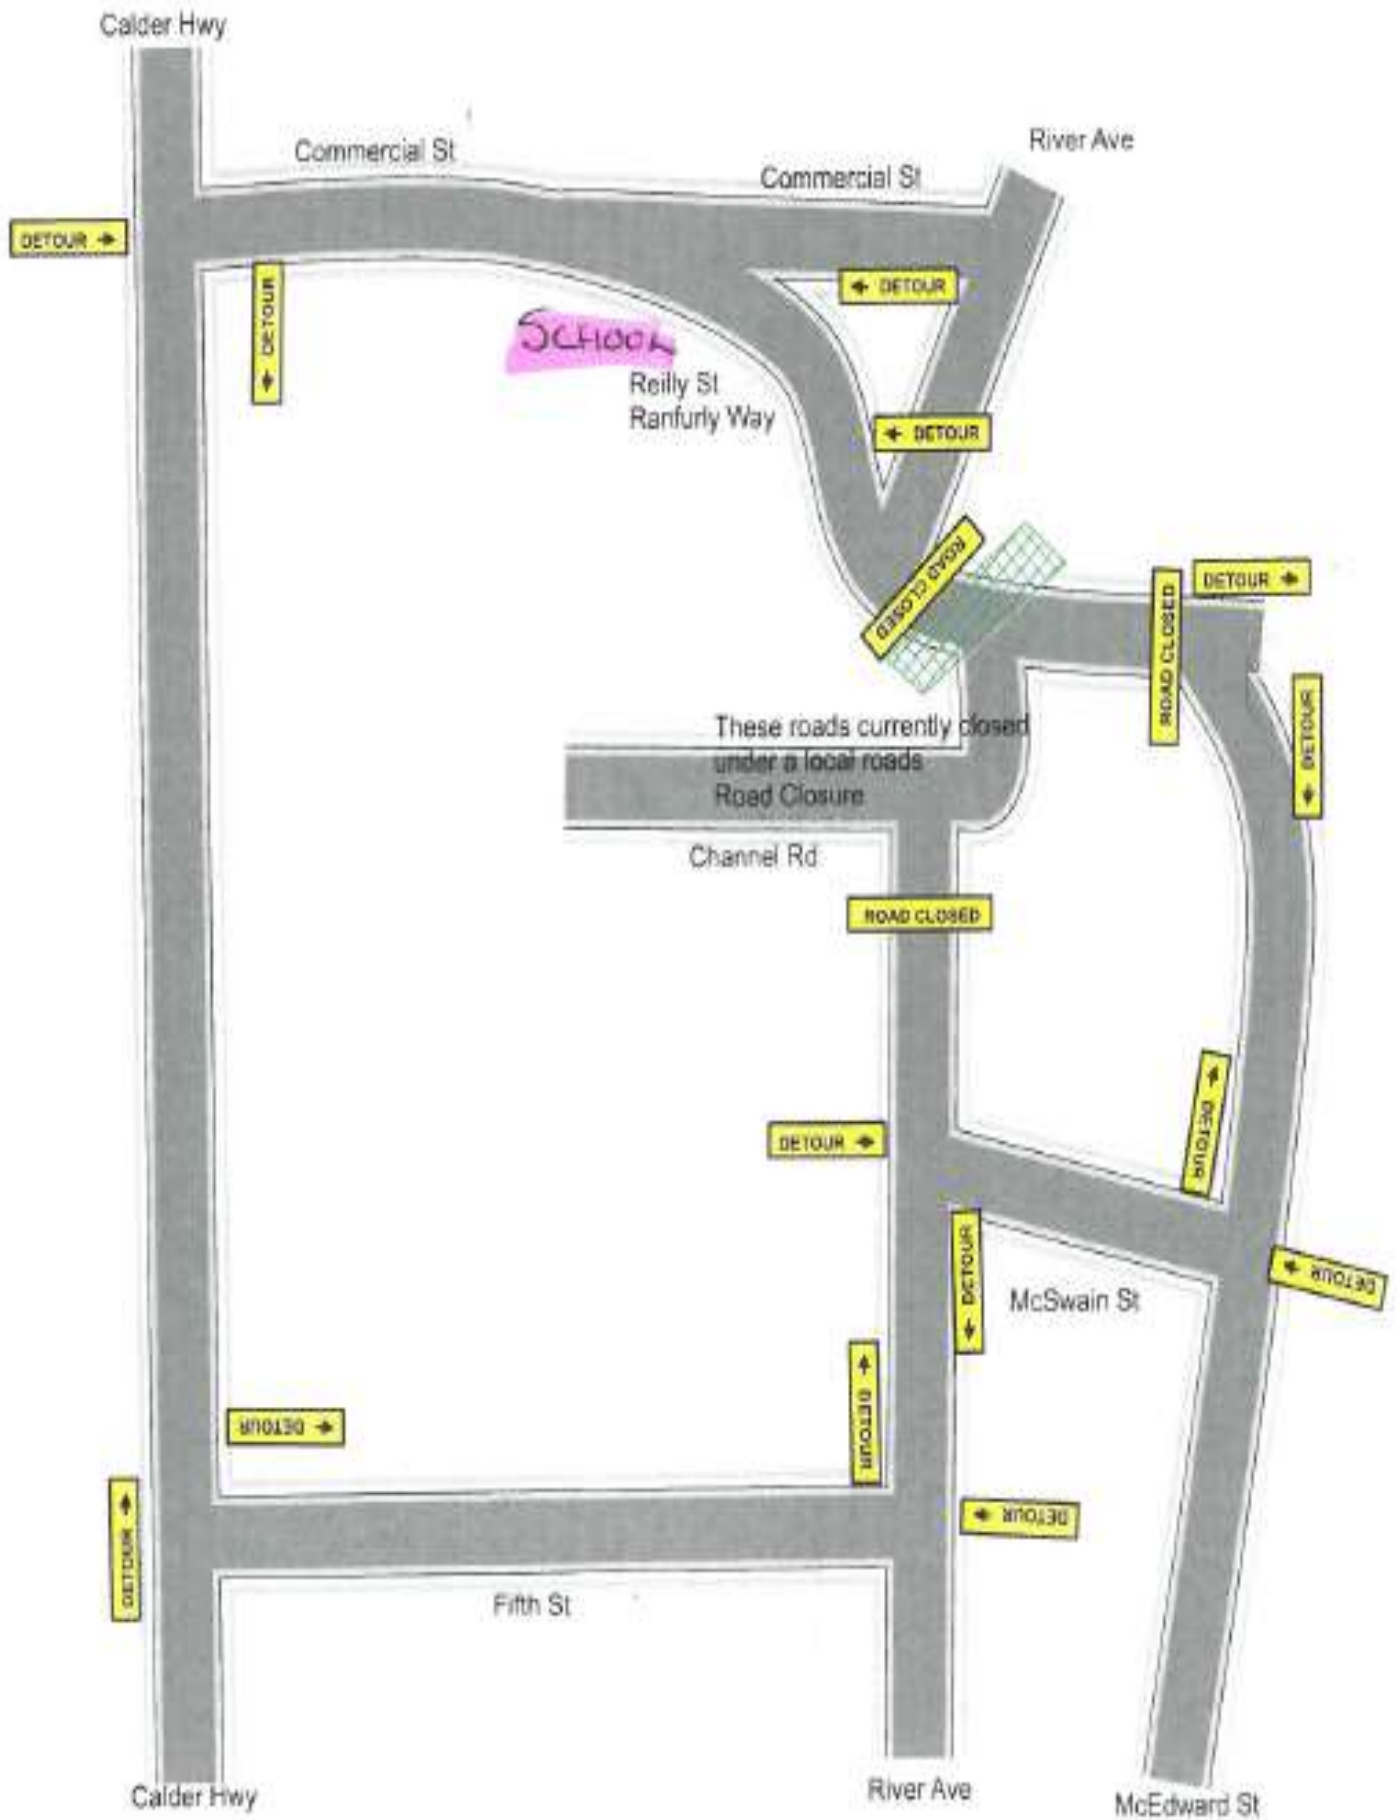 Calder Hwy
River Ave
Commercial St
Commercial St
DETOUR
DETOUR
DETOUR
SCHOOL
Reilly St
Ranfurly Way
DETOUR
ROAD CLOSED
DETOUR
ROAD CLOSED
DETOUR
These roads currently closed
under a local roads
Road Closure
Channel Rd
ROAD CLOSED
DETOUR
DETOUR
DETOUR
DETOUR
McSwain St
DETOUR
DETOUR
DETOUR
DETOUR
Fifth St
River Ave
Calder Hwy
McEdward St